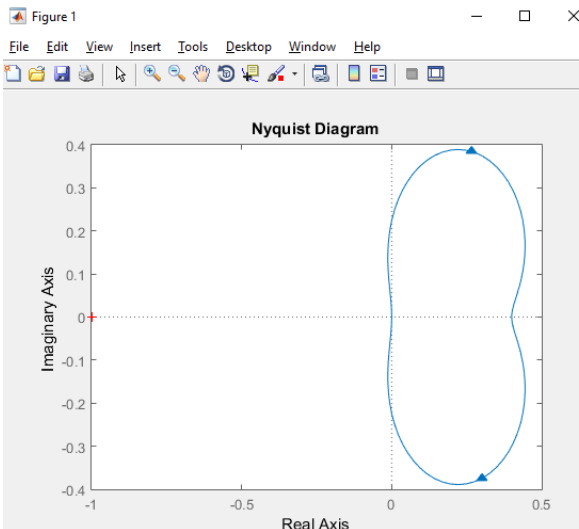 Figure 1
File Edit View Insert Tools Desktop Window Help
Nyquist Diagram
0.4
0.3
0.2
0.1
0
-0.1
-0.2
-0.3
-0.4
Imaginary Axis
-1 -0.5 0 0.5
Real Axis